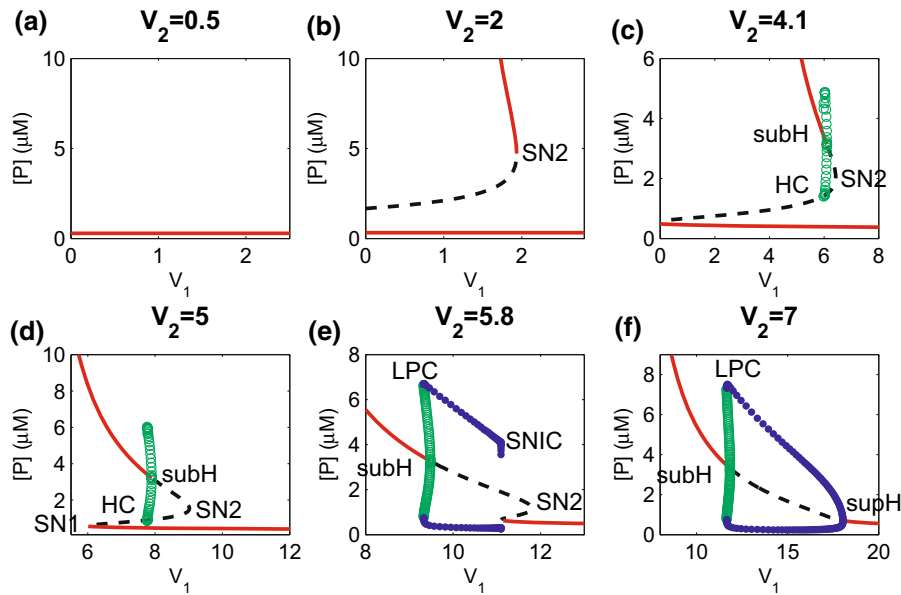 (a) V2=0.5
[P] (μM)
10
5
0
0 1 2
V1
(b) V2=2
[P] (μM)
10
5
0
SN2
0 1 2
V1
(c) V2=4.1
[P] (μM)
6
4
2
0
subH
HC
SN2
0 2 4 6 8
V1
(d) V2=5
[P] (μM)
10
8
6
4
2
subH
HC
SN2
SN1
6 8 10 12
V1
(e) V2=5.8
[P] (μM)
8
6
4
2
0
LPC
SNIC
subH
SN2
8 10 12
V1
(f) V2=7
[P] (μM)
8
6
4
2
0
LPC
subH
supH
10 15 20
V1